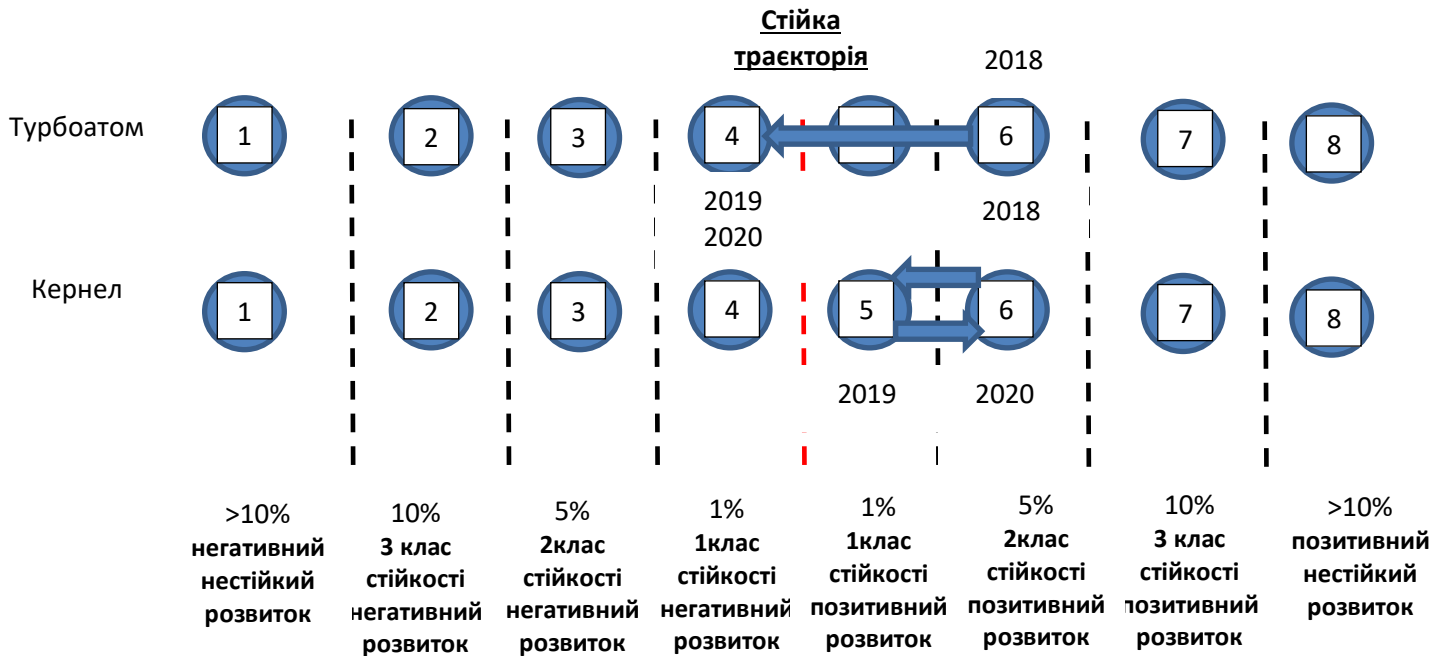 Стійка
траєкторія
2018
Турбоатом
1
2
3
4
6
7
8
2019
2020
2018
Кернел
1
2
3
4
5
6
7
8
2019
2020
>10%
негативний
нестійкий
розвиток
10%
3 клас
стійкості
негативний
розвиток
5%
2клас
стійкості
негативний
розвиток
1%
1клас
стійкості
негативний
розвиток
1%
1клас
стійкості
позитивний
розвиток
5%
2клас
стійкості
позитивний
розвиток
10%
3 клас
стійкості
позитивний
розвиток
>10%
позитивний
нестійкий
розвиток